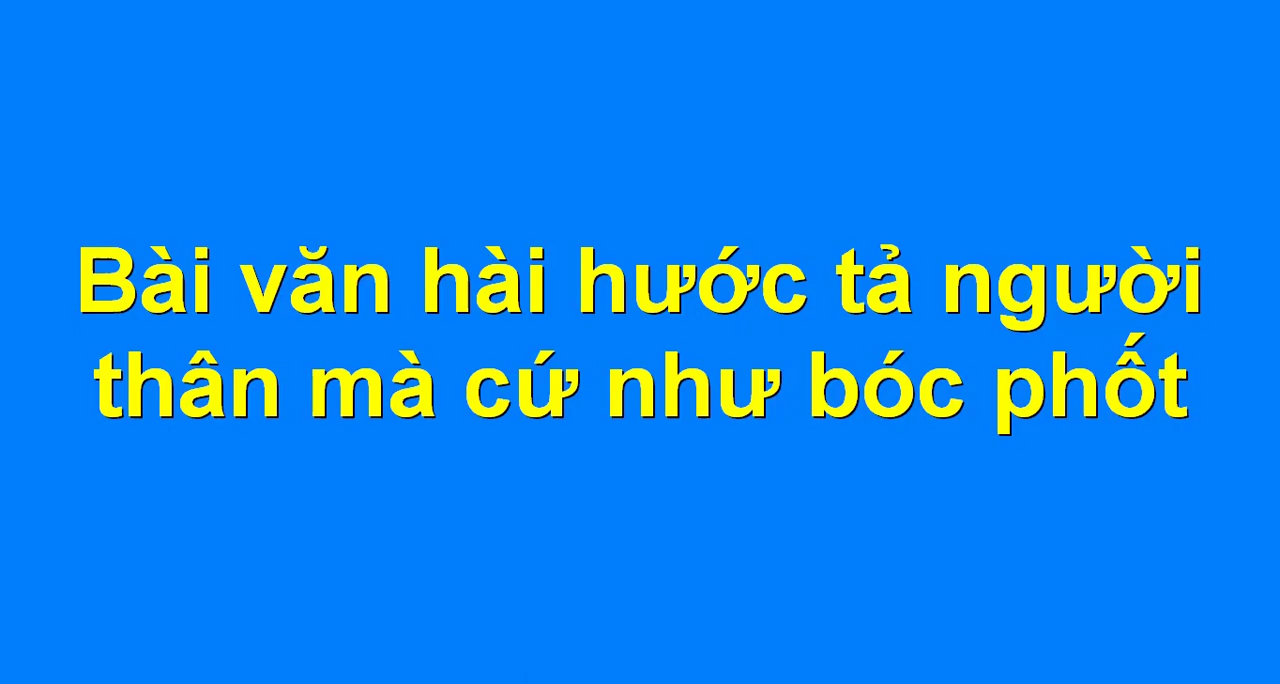 Bài văn hài hước tả người
thân mà cứ như bóc phốt